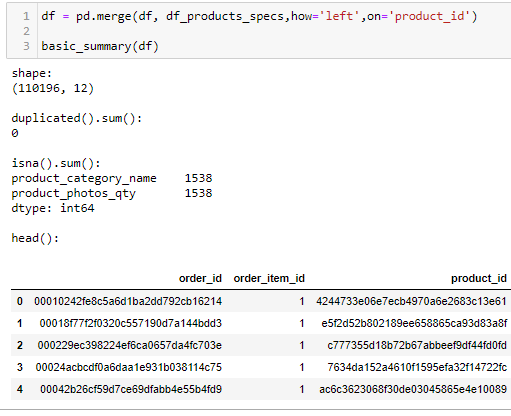 1 df = pd.merge(df, df_products_specs,how='left',on='product_id')
2
3 basic_summary(df)
shape:
(110196, 12)
duplicated().sum():
0
isna().sum():
product_category_name 1538
product_photos_qty 1538
dtype: int64
head():
order_id order_item_id product_id
0 00010242fe8c5a6d1ba2dd792cb16214 1 4244733e06e7ecb4970a6e2683c13e61
1 00018f77f2f0320c557190d7a144bdd3 1 e5f2d52b802189ee658865ca93d83a8f
2 000229ec398224ef6ca0657da4fc703e 1 c777355d18b72b67abbeef9df44fd0fd
3 00024acbcdf0a6daa1e931b038114c75 1 7634da152a4610f1595efa32f14722fc
4 00042b26cf59d7ce69dfabb4e55b4fd9 1 ac6c3623068f30de03045865e4e10089